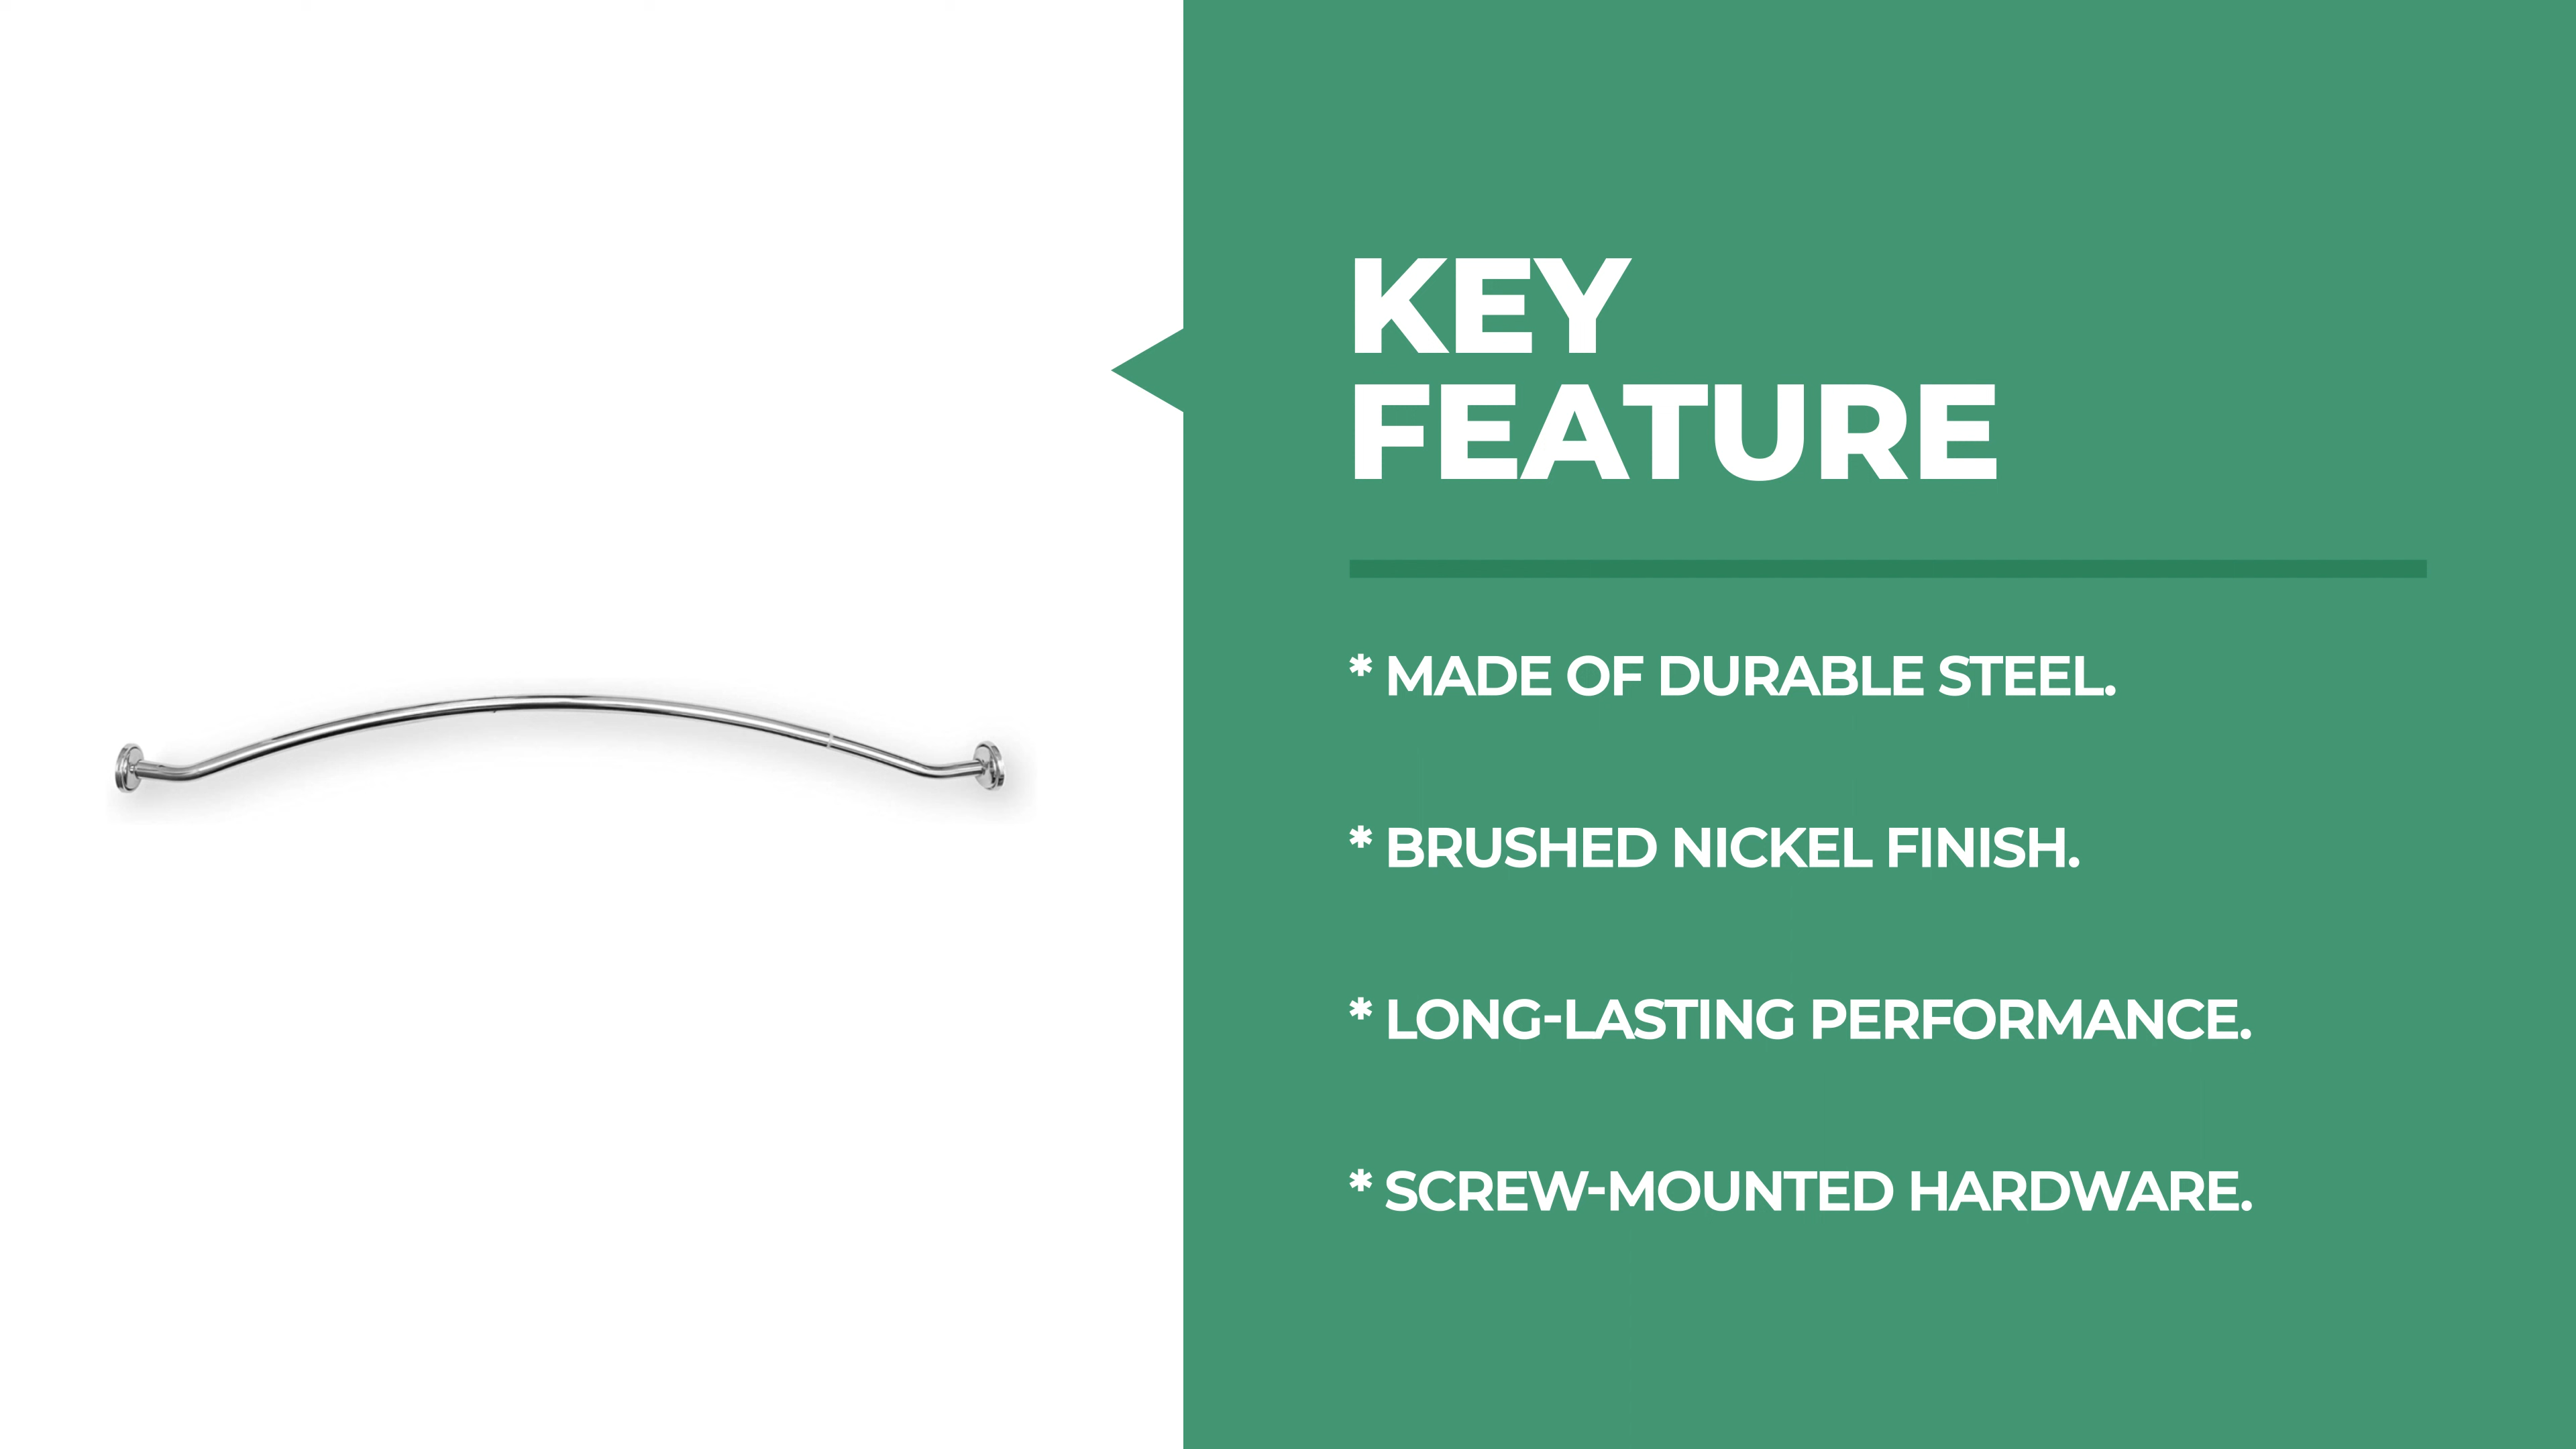 KEY
FEATURE
* MADE OF DURABLE STEEL.
* BRUSHED NICKEL FINISH.
* LONG-LASTING PERFORMANCE.
* SCREW-MOUNTED HARDWARE.